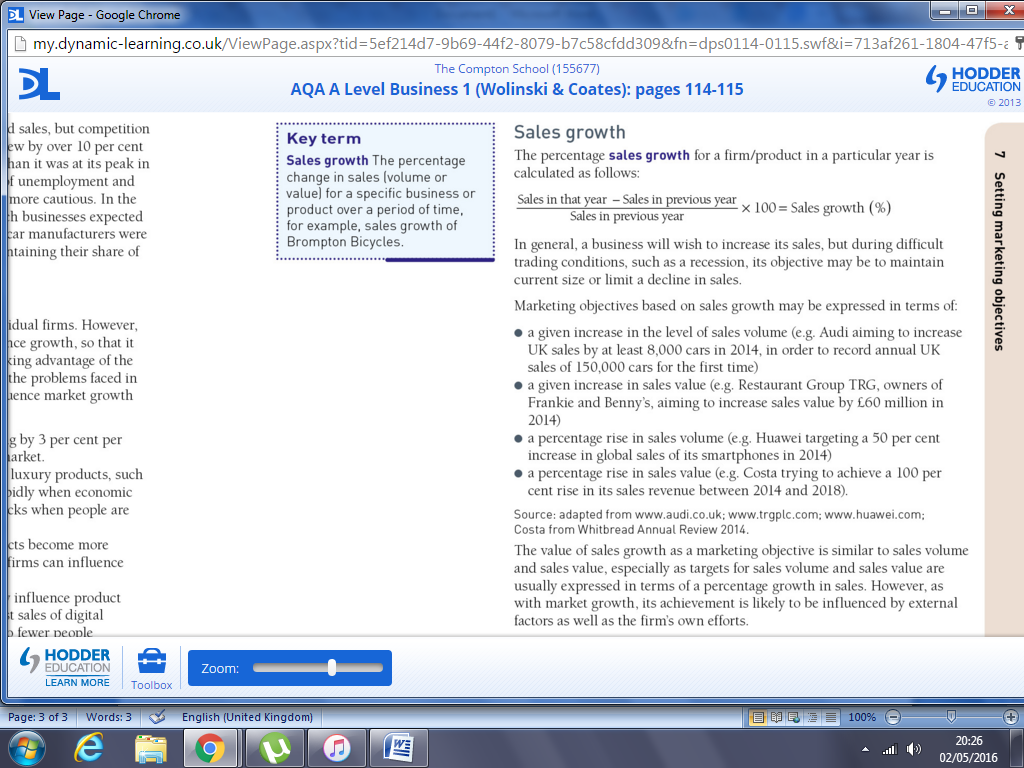 View Page - Google Chrome
my.dynamic-learning.co.uk/ViewPage.aspx?tid=5ef214d7-9b69-44f2-8079-b7c58cfdd309&fn=dps0114-0115.swf&i=713af261-1804-47f5-a
The Compton School (155677)
AQA A Level Business 1 (Wolinski & Coates): pages 114-115
DL
HODDER
EDUCATION
© 2013
d sales, but competition
ew by over 10 per cent
han it was at its peak in
of unemployment and
more cautious. In the
ch businesses expected
car manufacturers were
ntaining their share of
idual firms. However,
nce growth, so that it
king advantage of the
the problems faced in
uence market growth
g by 3 per cent per
arket.
luxury products, such
pidly when economic
cks when people are
cts become more
firms can influence
influence product
t sales of digital
fewer people
Key term
Sales growth The percentage
change in sales (volume or
value) for a specific business or
product over a period of time,
for example, sales growth of
Brompton Bicycles.
Sales growth
The percentage sales growth for a firm/product in a particular year is
calculated as follows:
Sales in that year – Sales in previous year
Sales in previous year
× 100 = Sales growth (%)
In general, a business will wish to increase its sales, but during difficult
trading conditions, such as a recession, its objective may be to maintain
current size or limit a decline in sales.
Marketing objectives based on sales growth may be expressed in terms of:
● a given increase in the level of sales volume (e.g. Audi aiming to increase
UK sales by at least 8,000 cars in 2014, in order to record annual UK
sales of 150,000 cars for the first time)
● a given increase in sales value (e.g. Restaurant Group TRG, owners of
Frankie and Benny's, aiming to increase sales value by £60 million in
2014)
● a percentage rise in sales volume (e.g. Huawei targeting a 50 per cent
increase in global sales of its smartphones in 2014)
● a percentage rise in sales value (e.g. Costa trying to achieve a 100 per
cent rise in its sales revenue between 2014 and 2018).
Source: adapted from www.audi.co.uk; www.trgplc.com; www.huawei.com;
Costa from Whitbread Annual Review 2014.
The value of sales growth as a marketing objective is similar to sales volume
and sales value, especially as targets for sales volume and sales value are
usually expressed in terms of a percentage growth in sales. However, as
with market growth, its achievement is likely to be influenced by external
factors as well as the firm's own efforts.
7 Setting marketing objectives
HODDER
EDUCATION
LEARN MORE
Toolbox
Zoom:
Page: 3 of 3
Words: 3
English (United Kingdom)
100%
20:26
02/05/2016